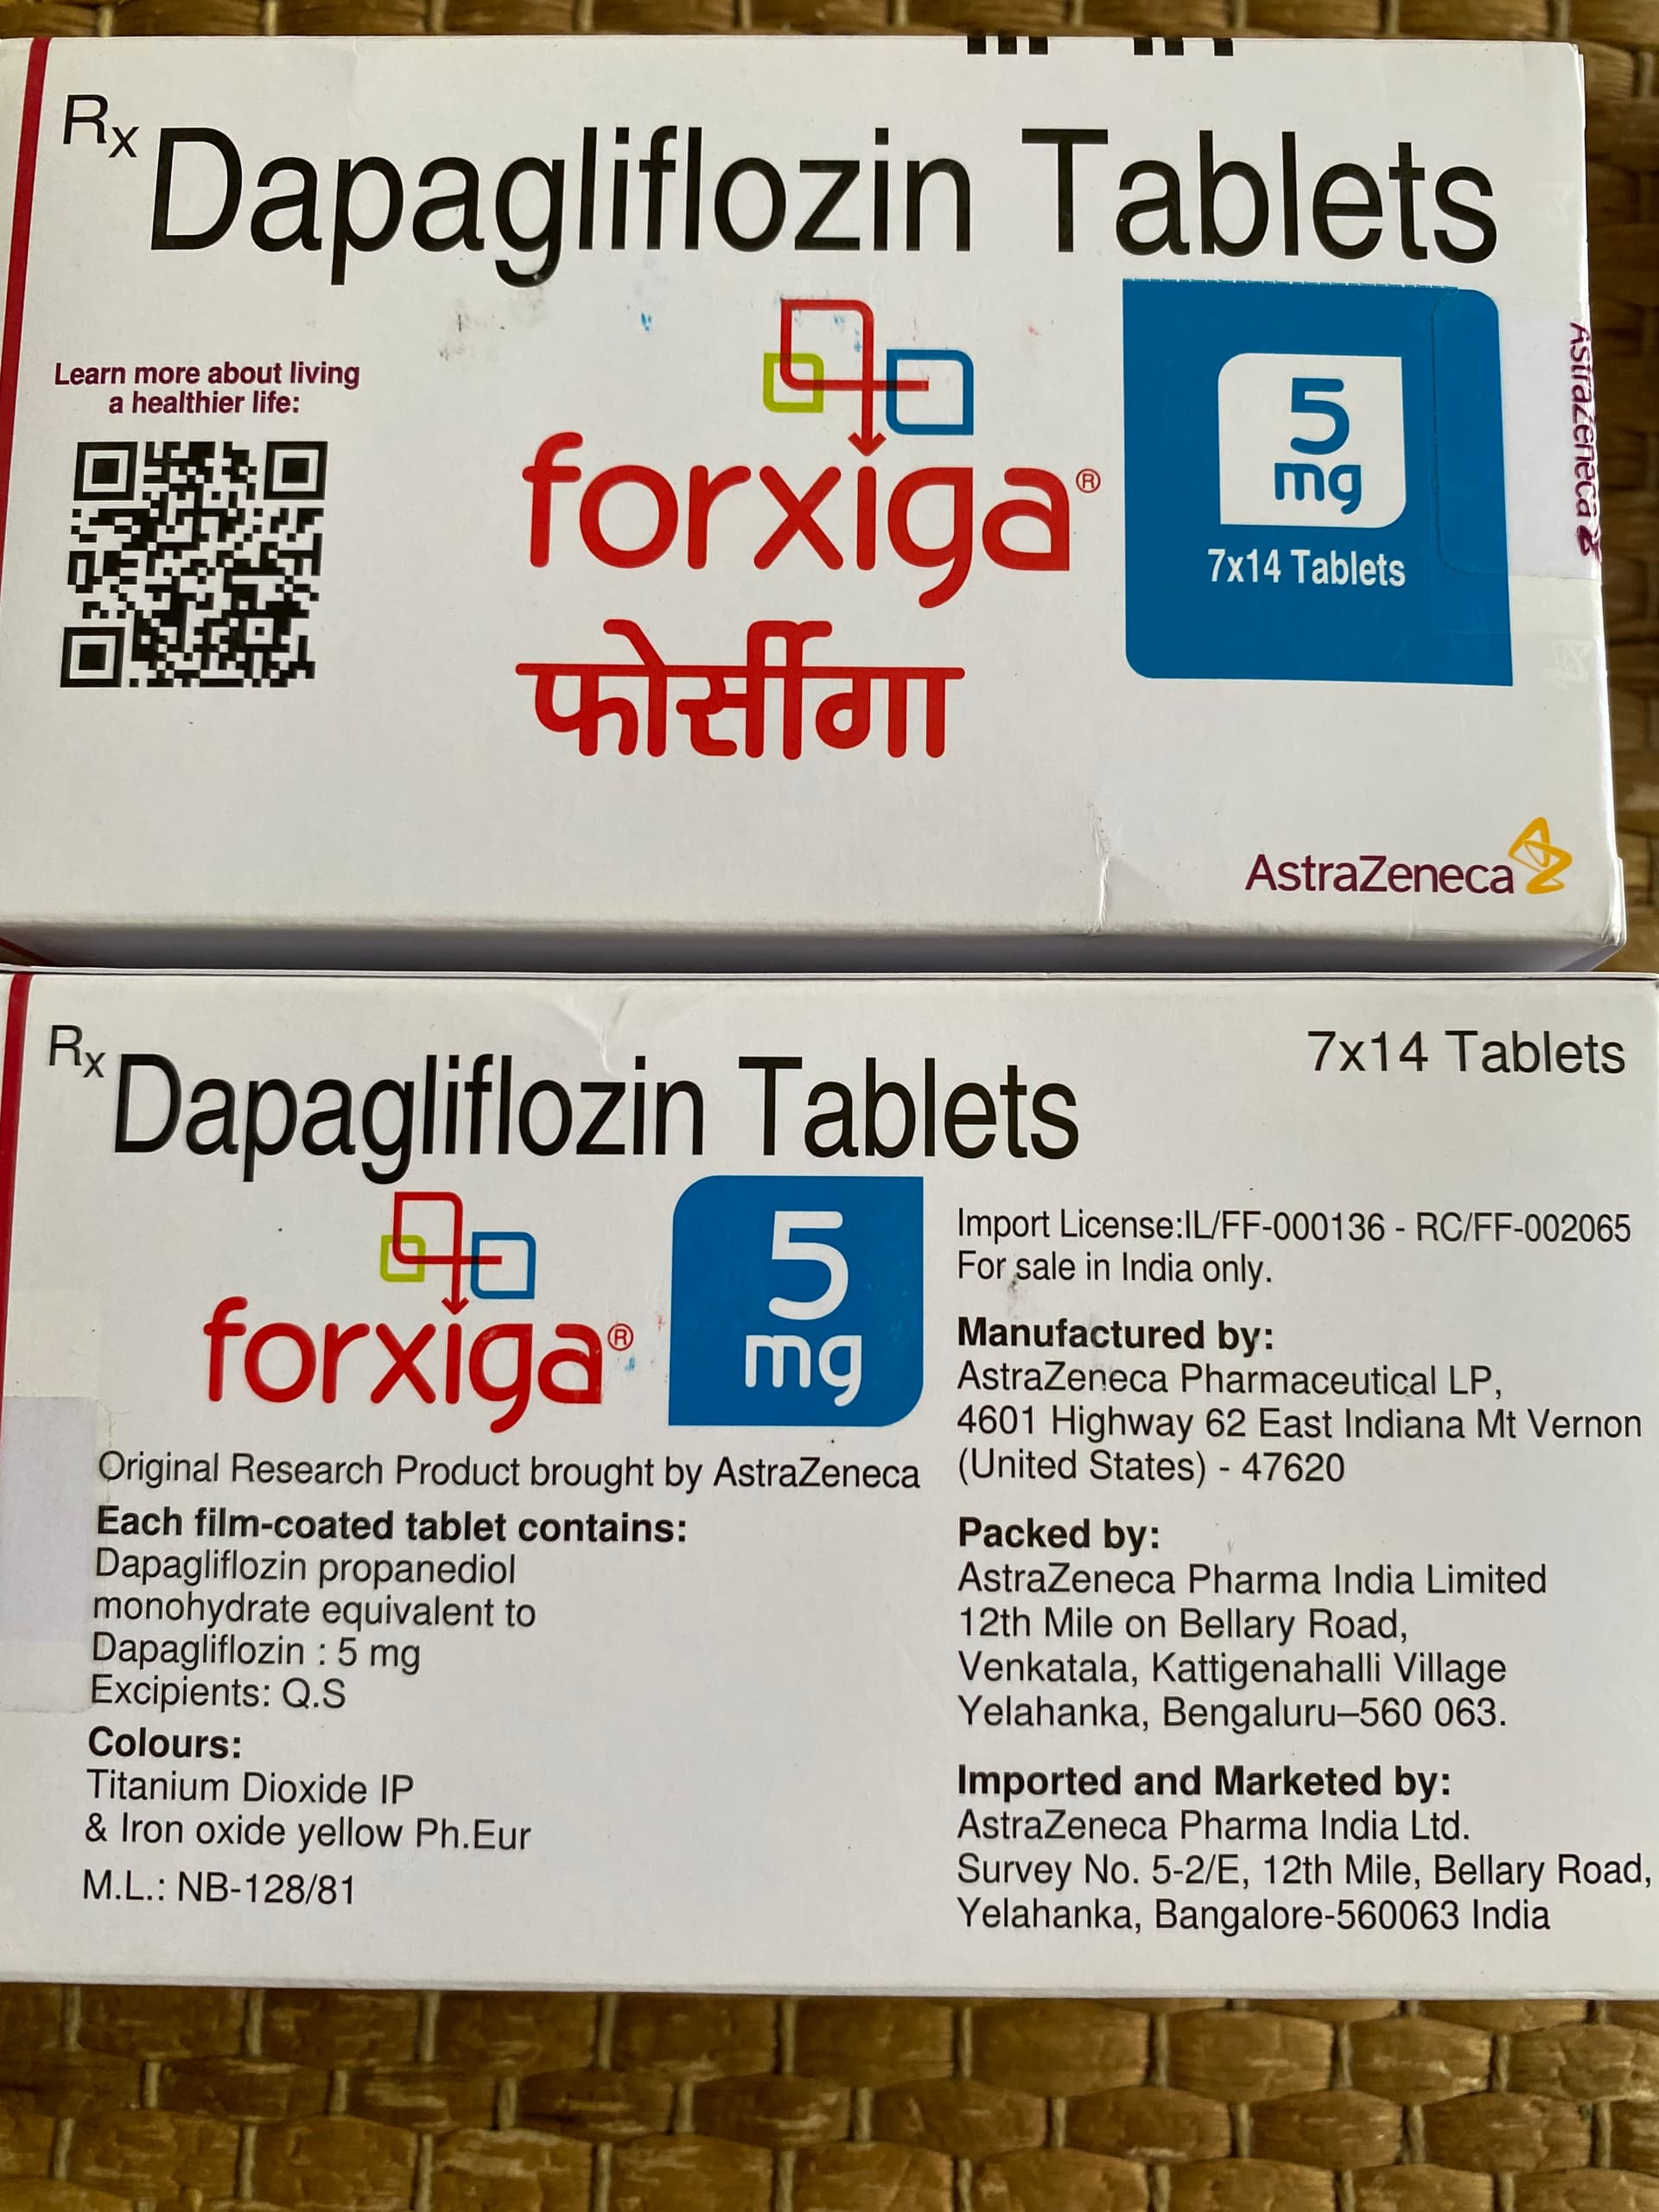 Rx Dapagliflozin Tablets
Learn more about living
a healthier life:
forxiga®
फोर्सीगा
5
mg
7x14 Tablets
AstraZeneca
AstraZeneca
Rx Dapagliflozin Tablets
7x14 Tablets
forxiga®
5
mg
Original Research Product brought by AstraZeneca
Each film-coated tablet contains:
Dapagliflozin propanediol
monohydrate equivalent to
Dapagliflozin : 5 mg
Excipients: Q.S
Colours:
Titanium Dioxide IP
& Iron oxide yellow Ph.Eur
M.L.: NB-128/81
Import License:IL/FF-000136 - RC/FF-002065
For sale in India only.
Manufactured by:
AstraZeneca Pharmaceutical LP,
4601 Highway 62 East Indiana Mt Vernon
(United States) - 47620
Packed by:
AstraZeneca Pharma India Limited
12th Mile on Bellary Road,
Venkatala, Kattigenahalli Village
Yelahanka, Bengaluru–560 063.
Imported and Marketed by:
AstraZeneca Pharma India Ltd.
Survey No. 5-2/E, 12th Mile, Bellary Road,
Yelahanka, Bangalore-560063 India